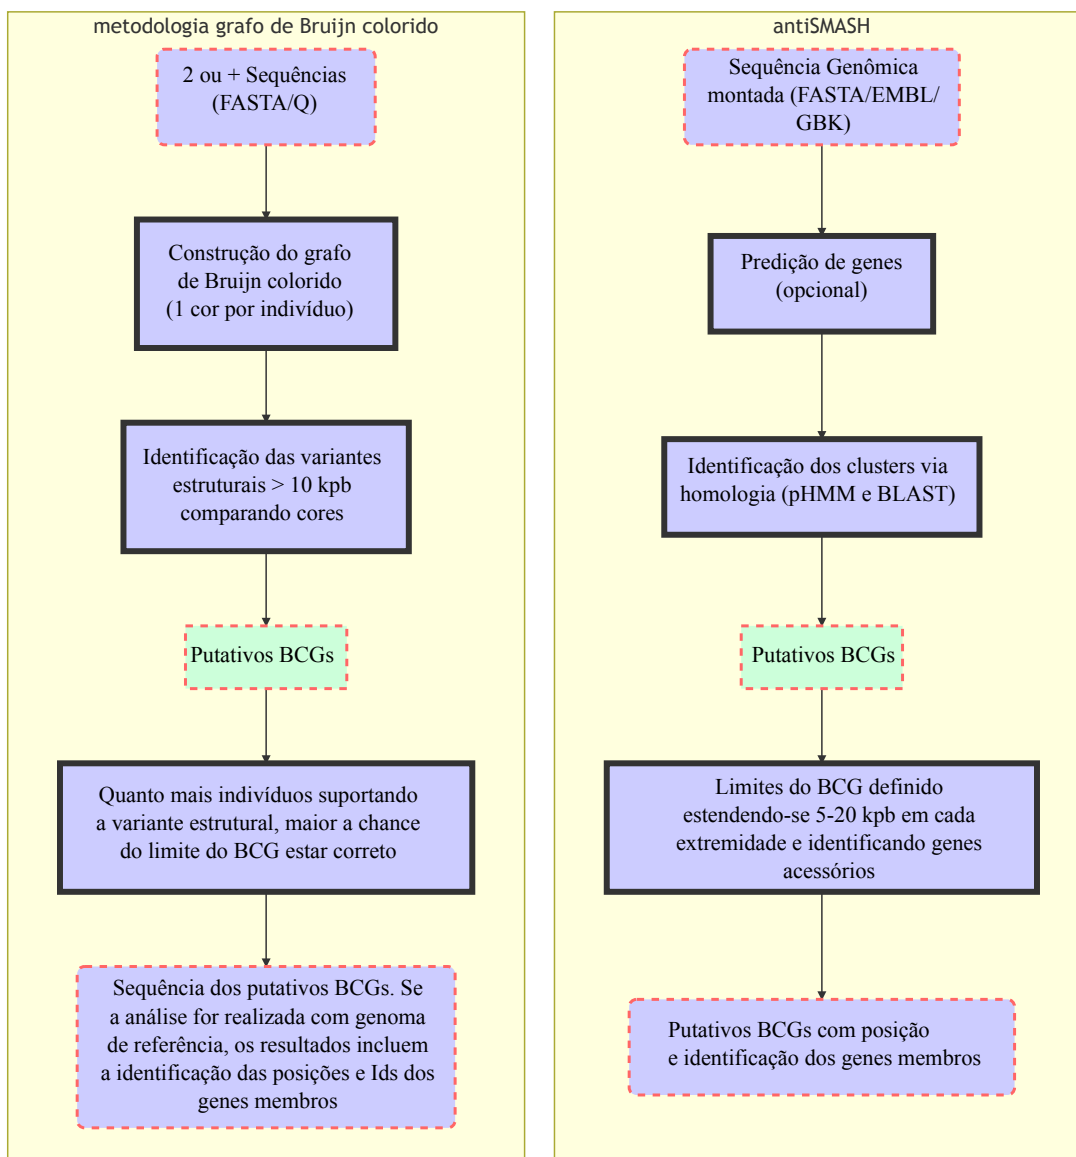 metodologia grafo de Bruijn colorido
2 ou + Sequências
(FASTA/Q)
Construção do grafo
de Bruijn colorido
(1 cor por indivíduo)
Identificação das variantes
estruturais > 10 kpb
comparando cores
Putativos BCGs
Quanto mais indivíduos suportando
a variante estrutural, maior a chance
do limite do BCG estar correto
Sequência dos putativos BCGs. Se
a análise for realizada com genoma
de referência, os resultados incluem
a identificação das posições e Ids dos
genes membros
antiSMASH
Sequência Genômica
montada (FASTA/EMBL/
GBK)
Predição de genes
(opcional)
Identificação dos clusters via
homologia (pHMM e BLAST)
Putativos BCGs
Limites do BCG definido
estendendo-se 5-20 kpb em cada
extremidade e identificando genes
acessórios
Putativos BCGs com posição
e identificação dos genes membros